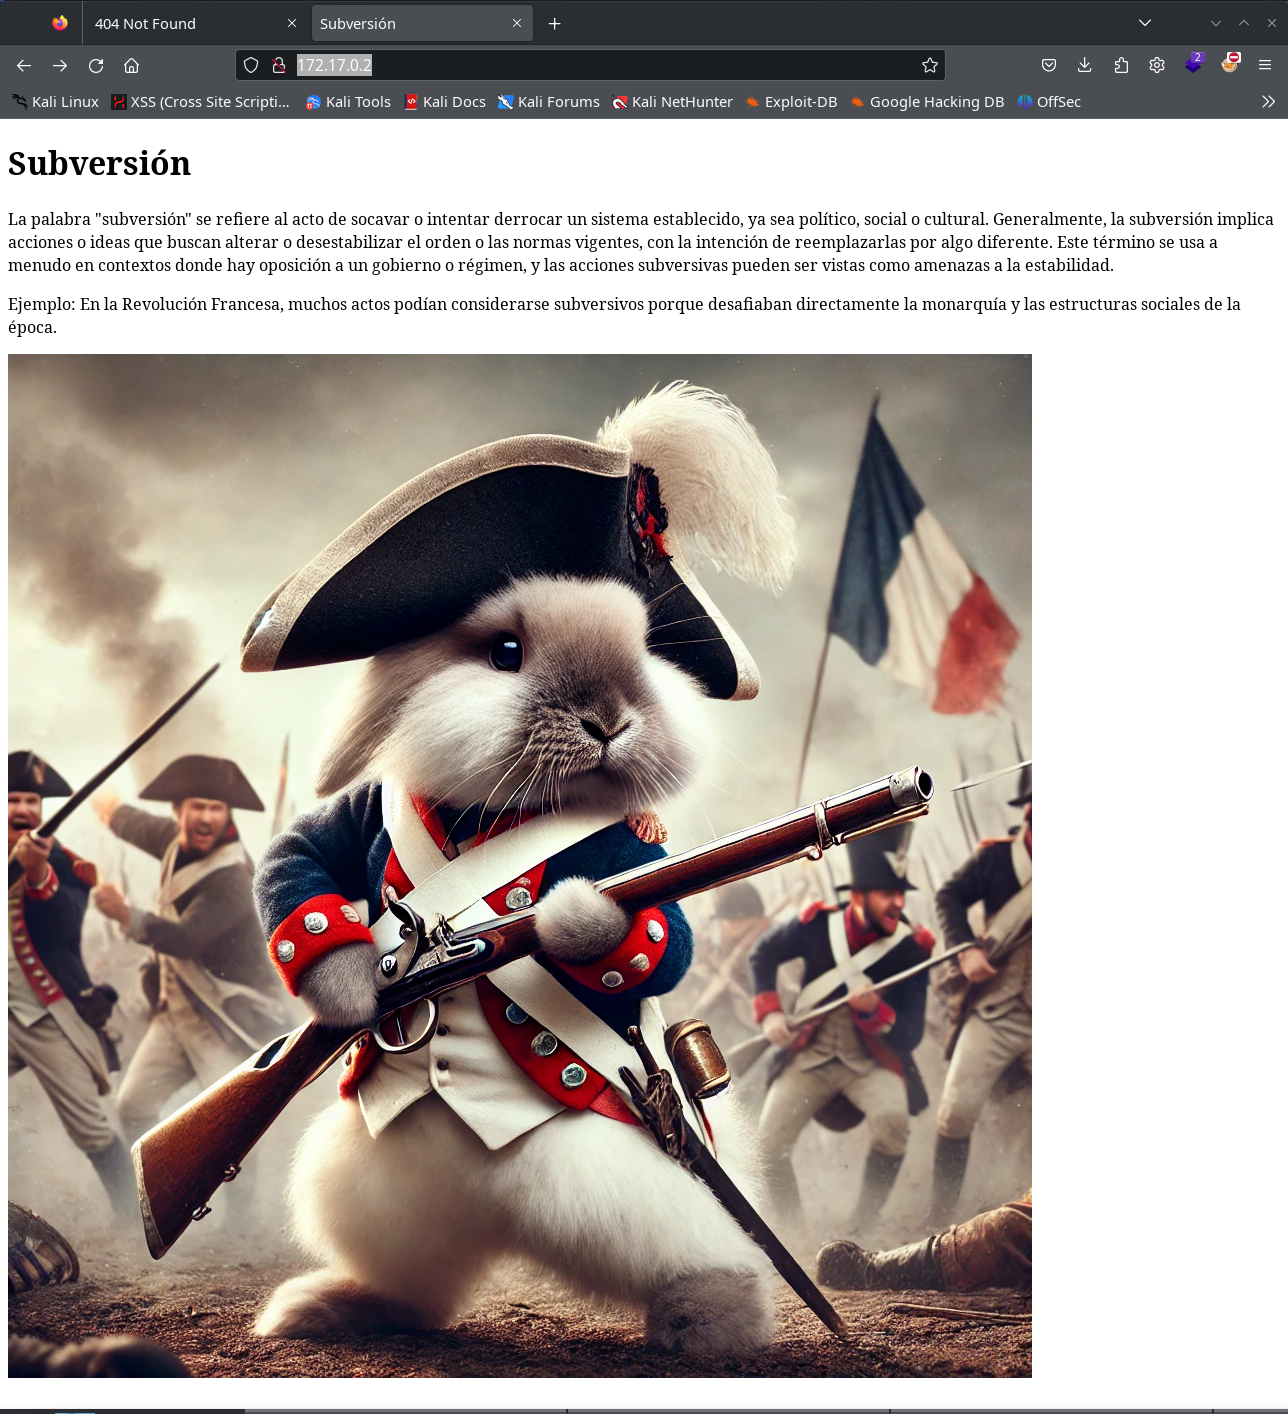 404 Not Found
Subversión
172.17.0.2
2
Kali Linux XSS (Cross Site Scripti... Kali Tools Kali Docs Kali Forums Kali NetHunter Exploit-DB Google Hacking DB OffSec
Subversión
La palabra "subversión" se refiere al acto de socavar o intentar derrocar un sistema establecido, ya sea político, social o cultural. Generalmente, la subversión implica
acciones o ideas que buscan alterar o desestabilizar el orden o las normas vigentes, con la intención de reemplazarlas por algo diferente. Este término se usa a
menudo en contextos donde hay oposición a un gobierno o régimen, y las acciones subversivas pueden ser vistas como amenazas a la estabilidad.
Ejemplo: En la Revolución Francesa, muchos actos podían considerarse subversivos porque desafiaban directamente la monarquía y las estructuras sociales de la
época.